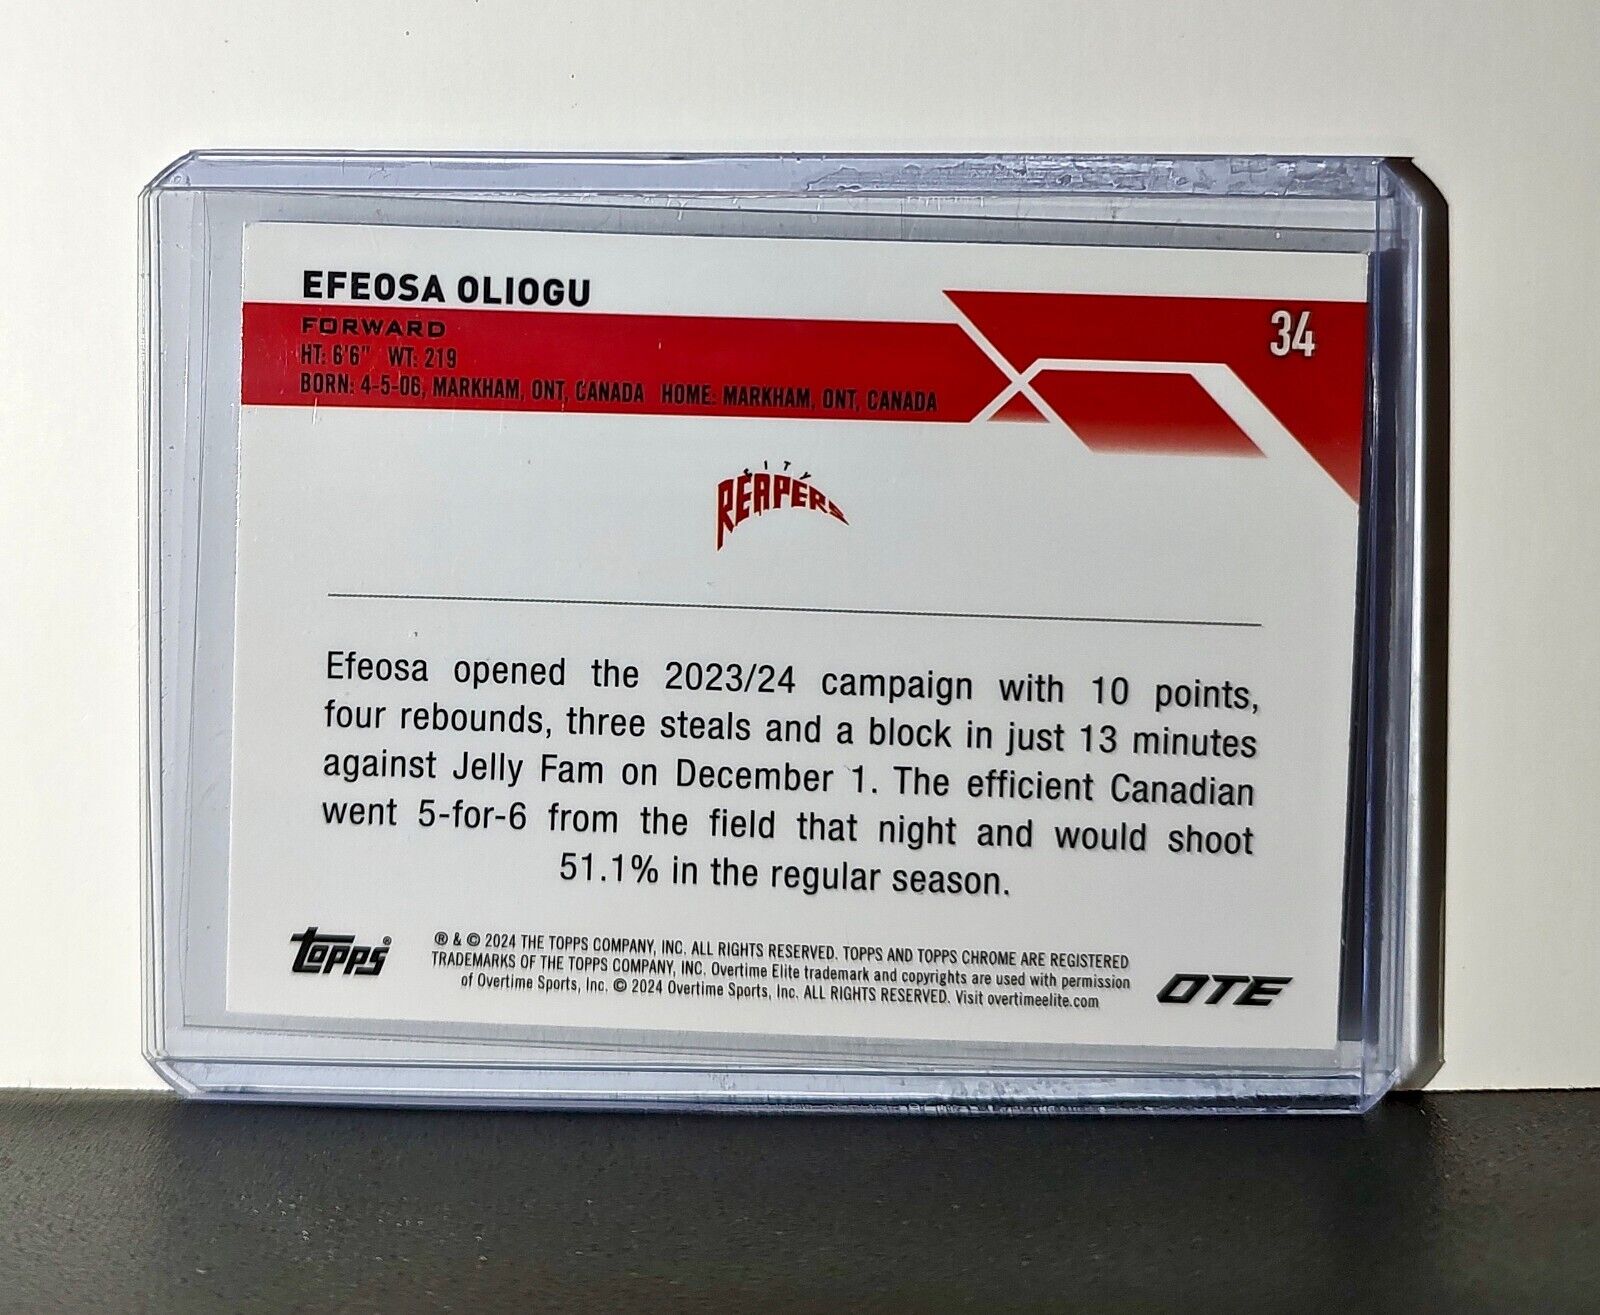 EFEOSA OLIOGU
34
FORWARD
HT: 6'6" WT: 219
BORN: 4-5-06, MARKHAM, ONT, CANADA HOME: MARKHAM, ONT, CANADA
CITY
REAPERS
Efeosa opened the 2023/24 campaign with 10 points,
four rebounds, three steals and a block in just 13 minutes
against Jelly Fam on December 1. The efficient Canadian
went 5-for-6 from the field that night and would shoot
51.1% in the regular season.
topps®
® & © 2024 THE TOPPS COMPANY, INC. ALL RIGHTS RESERVED. TOPPS AND TOPPS CHROME ARE REGISTERED
TRADEMARKS OF THE TOPPS COMPANY, INC. Overtime Elite trademark and copyrights are used with permission
of Overtime Sports, Inc. © 2024 Overtime Sports, Inc. ALL RIGHTS RESERVED. Visit overtimeelite.com
OTE